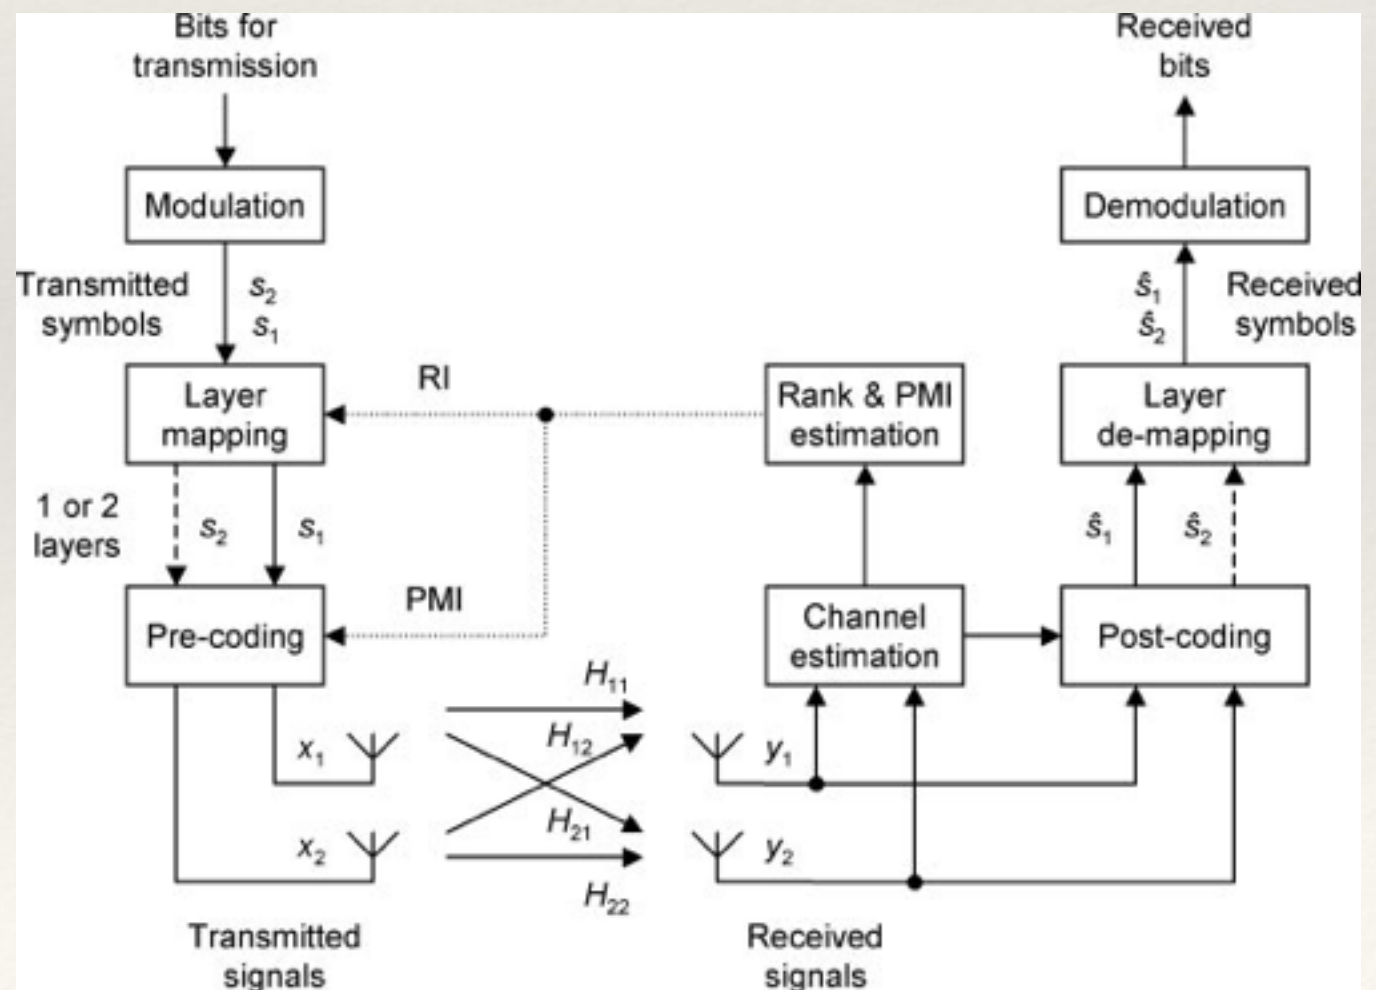 Bits for
transmission
Received
bits
Modulation
Demodulation
Transmitted
symbols
s₂
s₁
ŝ₁
ŝ₂
Received
symbols
Layer
mapping
RI
Rank & PMI
estimation
Layer
de-mapping
1 or 2
layers
s₂
s₁
ŝ₁
ŝ₂
Pre-coding
PMI
Channel
estimation
Post-coding
H₁₁
H₁₂
x₁
y₁
H₂₁
x₂
y₂
H₂₂
Transmitted
signals
Received
signals